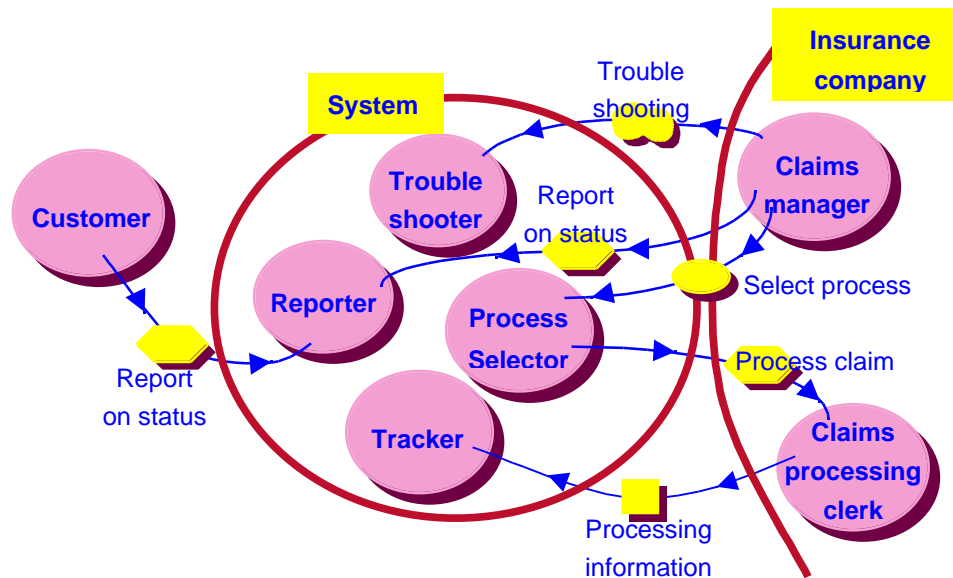 Insurance
company
System
Trouble
shooting
Customer
Trouble
shooter
Claims
manager
Report
on status
Reporter
Select process
Process
Selector
Process claim
Report
on status
Tracker
Claims
processing
clerk
Processing
information